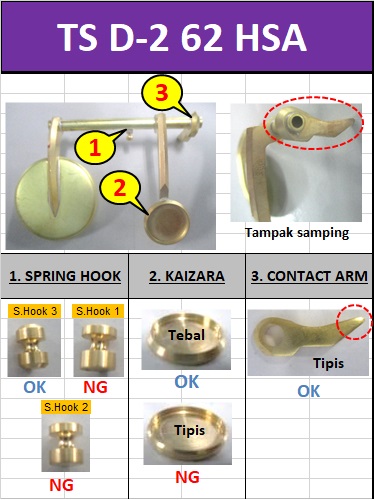 TS D-2 62 HSA
3
1
2
Tampak samping
1. SPRING HOOK
2. KAIZARA
3. CONTACT ARM
S.Hook 3
S.Hook 1
Tebal
Tipis
OK
NG
OK
OK
S.Hook 2
Tipis
NG
NG